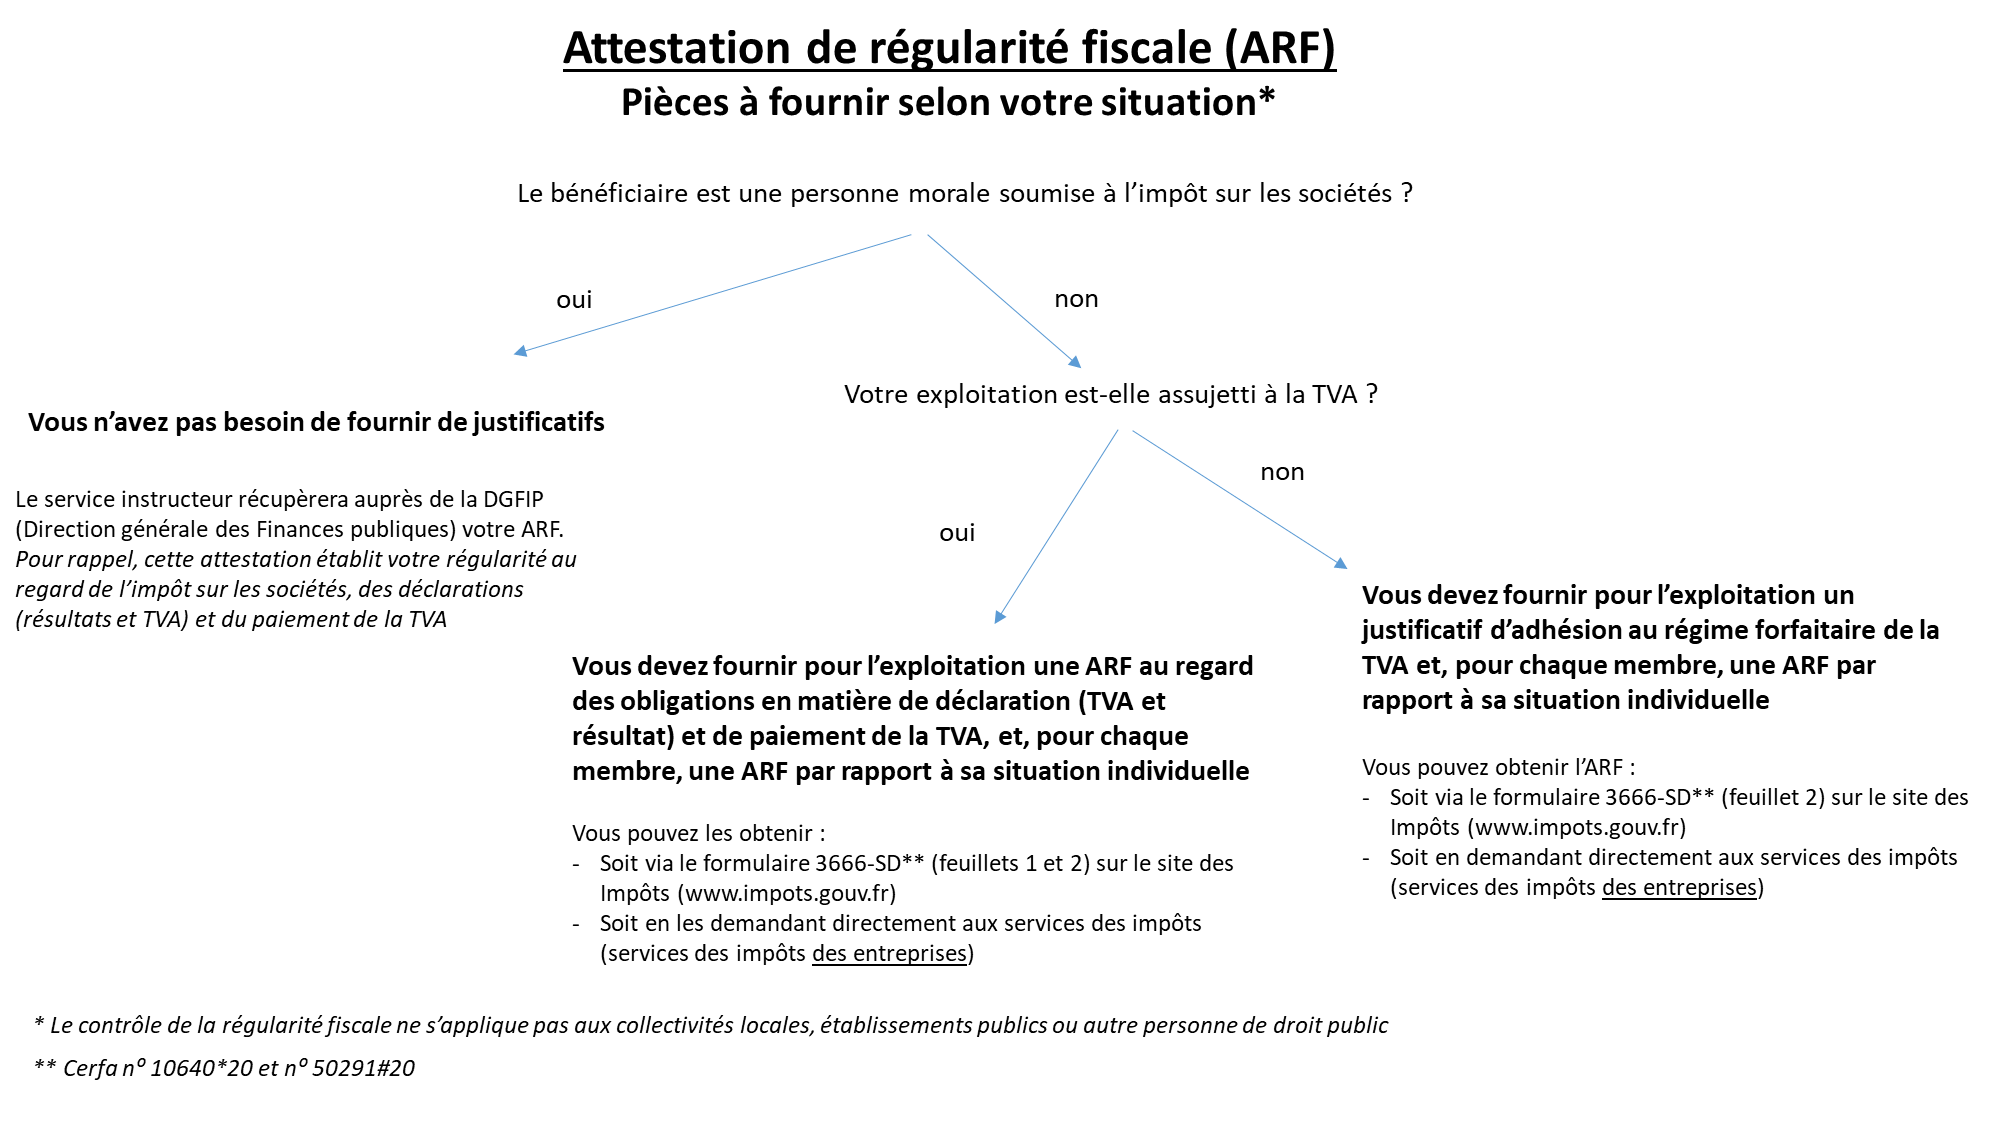 Attestation de régularité fiscale (ARF)
Pièces à fournir selon votre situation*
Le bénéficiaire est une personne morale soumise à l’impôt sur les sociétés ?
oui
non
Vous n’avez pas besoin de fournir de justificatifs
Le service instructeur récupèrera auprès de la DGFIP
(Direction générale des Finances publiques) votre ARF.
Pour rappel, cette attestation établit votre régularité au
regard de l’impôt sur les sociétés, des déclarations
(résultats et TVA) et du paiement de la TVA
Votre exploitation est-elle assujetti à la TVA ?
oui
non
Vous devez fournir pour l’exploitation une ARF au regard
des obligations en matière de déclaration (TVA et
résultat) et de paiement de la TVA, et, pour chaque
membre, une ARF par rapport à sa situation individuelle
Vous pouvez les obtenir :
- Soit via le formulaire 3666-SD** (feuillets 1 et 2) sur le site des
Impôts (www.impots.gouv.fr)
- Soit en les demandant directement aux services des impôts
(services des impôts des entreprises)
Vous devez fournir pour l’exploitation un
justificatif d’adhésion au régime forfaitaire de la
TVA et, pour chaque membre, une ARF par
rapport à sa situation individuelle
Vous pouvez obtenir l’ARF :
- Soit via le formulaire 3666-SD** (feuillet 2) sur le site des
Impôts (www.impots.gouv.fr)
- Soit en demandant directement aux services des impôts
(services des impôts des entreprises)
* Le contrôle de la régularité fiscale ne s’applique pas aux collectivités locales, établissements publics ou autre personne de droit public
** Cerfa nº 10640*20 et nº 50291#20